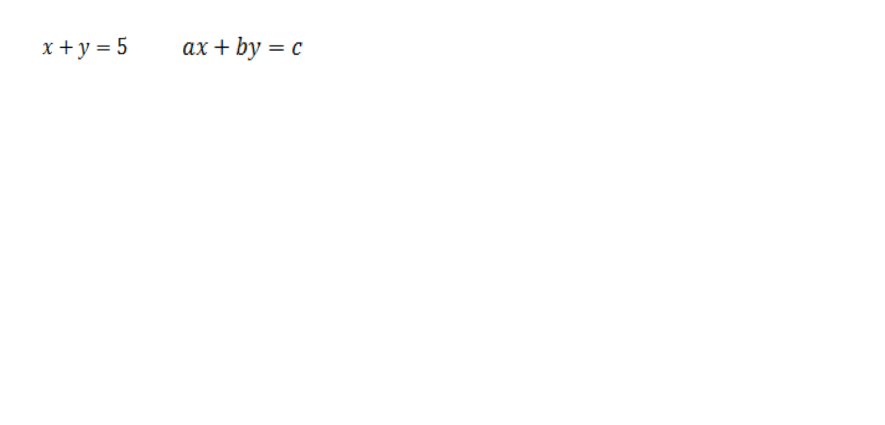 x + y = 5 ax + by = c